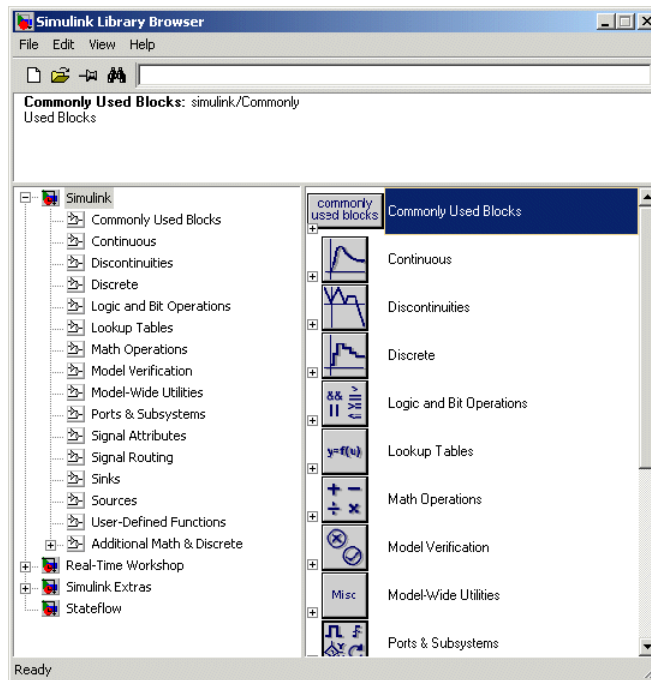 Simulink Library Browser
File Edit View Help
Commonly Used Blocks: simulink/Commonly
Used Blocks
Simulink
Commonly Used Blocks
Continuous
Discontinuities
Discrete
Logic and Bit Operations
Lookup Tables
Math Operations
Model Verification
Model-Wide Utilities
Ports & Subsystems
Signal Attributes
Signal Routing
Sinks
Sources
User-Defined Functions
Additional Math & Discrete
Real-Time Workshop
Simulink Extras
Stateflow
commonly
used blocks
Commonly Used Blocks
Continuous
Discontinuities
Discrete
&& > || >= <=
Logic and Bit Operations
y=f(u)
Lookup Tables
+ − ÷ ×
Math Operations
Model Verification
Misc
Model-Wide Utilities
Ports & Subsystems
Ready